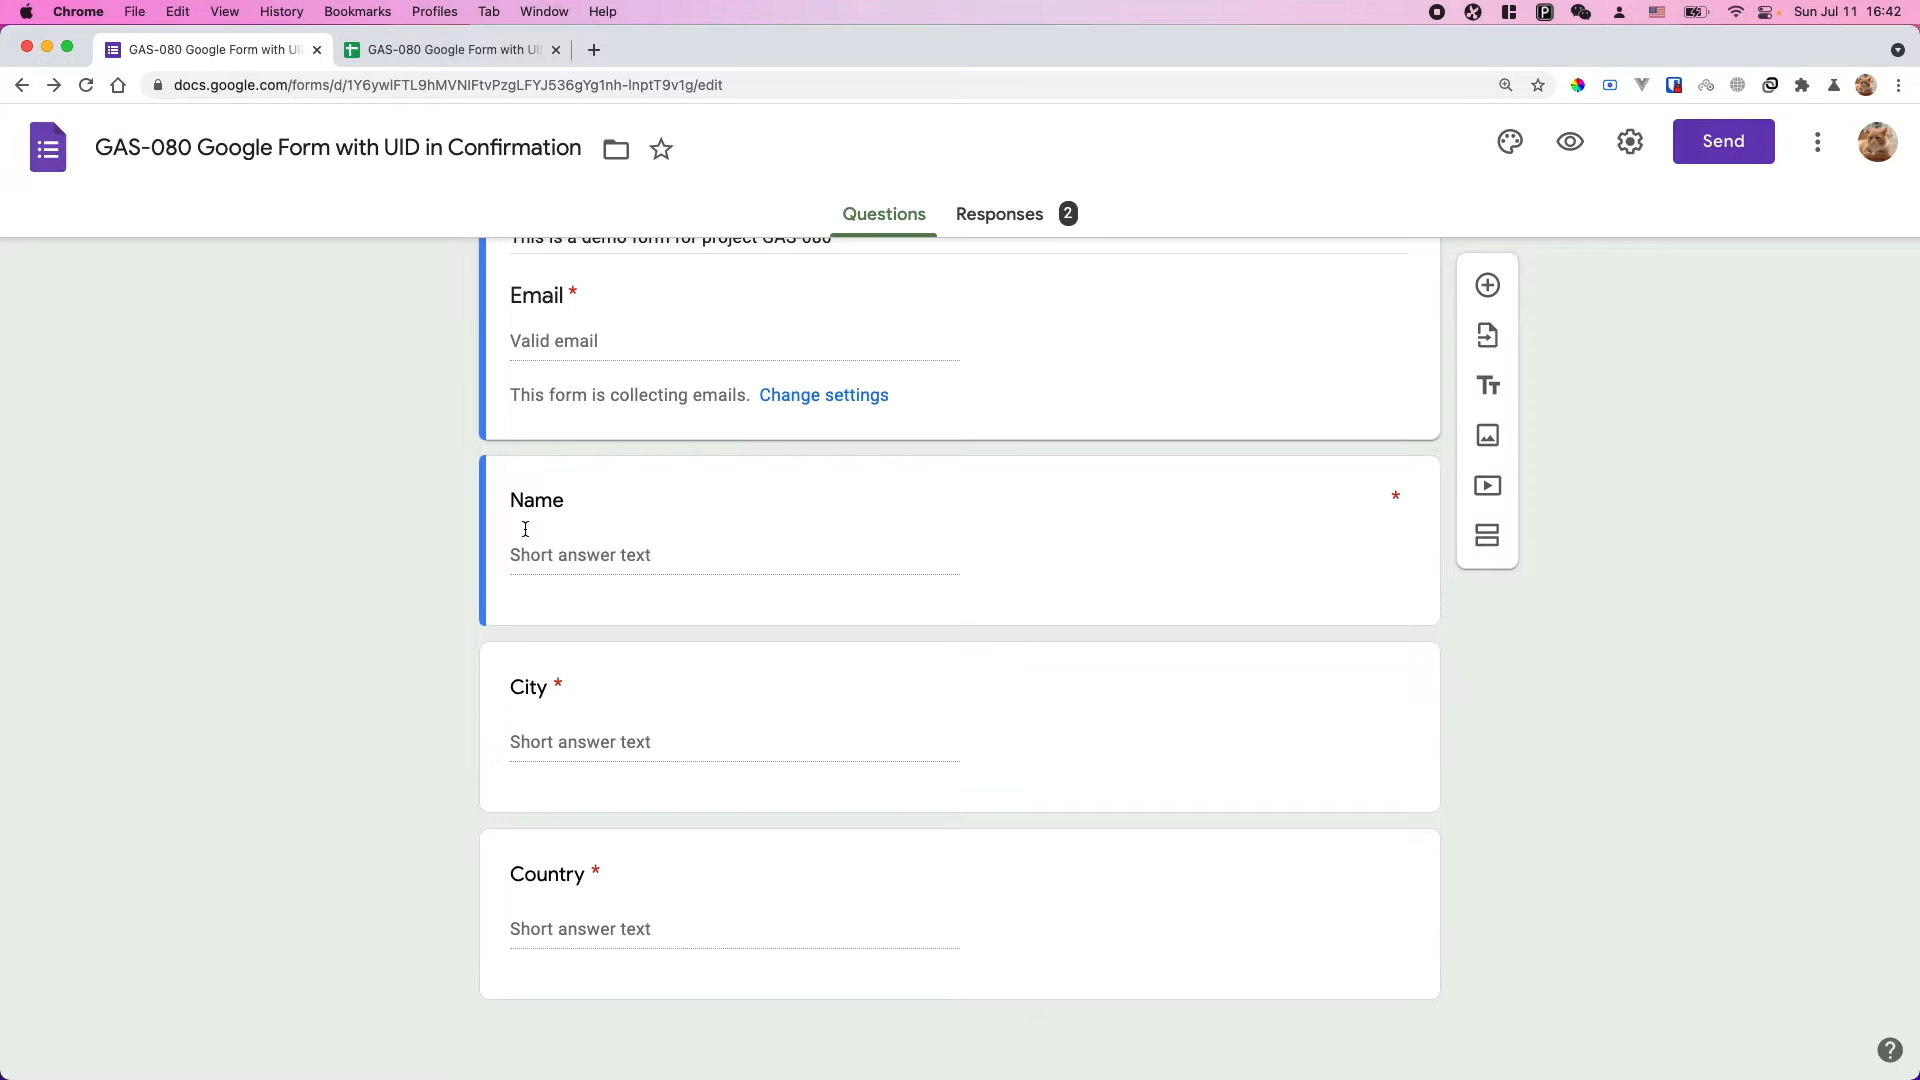 Chrome File Edit View History Bookmarks Profiles Tab Window Help Sun Jul 11 16:42
GAS-080 Google Form with UI GAS-080 Google Form with UI
docs.google.com/forms/d/1Y6ywIFTL9hMVNIFtvPzgLFYJ536gYg1nh-InptT9v1g/edit
GAS-080 Google Form with UID in Confirmation
Send
Questions Responses 2
This is a demo form for project GAS-080
Email *
Valid email
This form is collecting emails. Change settings
Name *
Short answer text
City *
Short answer text
Country *
Short answer text